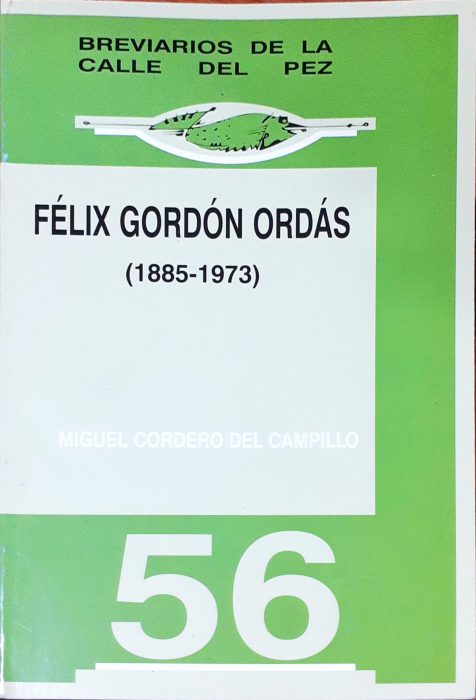 BREVIARIOS DE LA
CALLE DEL PEZ
FÉLIX GORDÓN ORDÁS
(1885-1973)
MIGUEL CORDERO DEL CAMPILLO
56